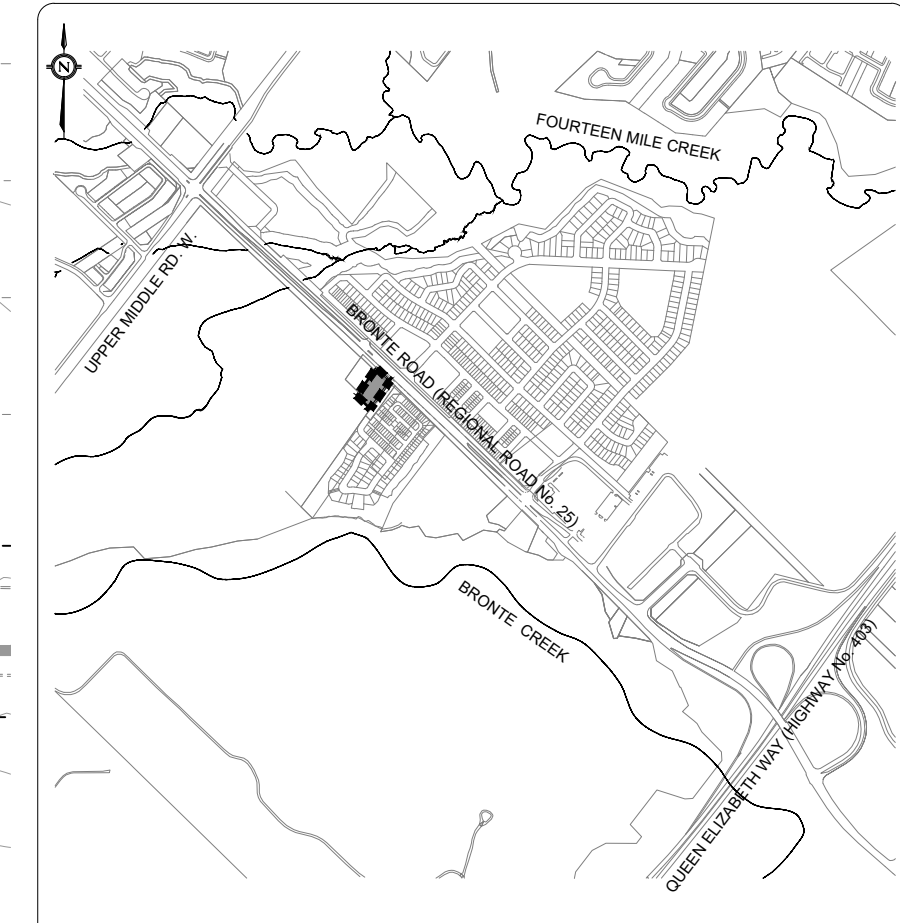 N
FOURTEEN MILE CREEK
UPPER MIDDLE RD. W.
BRONTE ROAD (REGIONAL ROAD No. 25)
BRONTE CREEK
QUEEN ELIZABETH WAY (HIGHWAY No. 403)